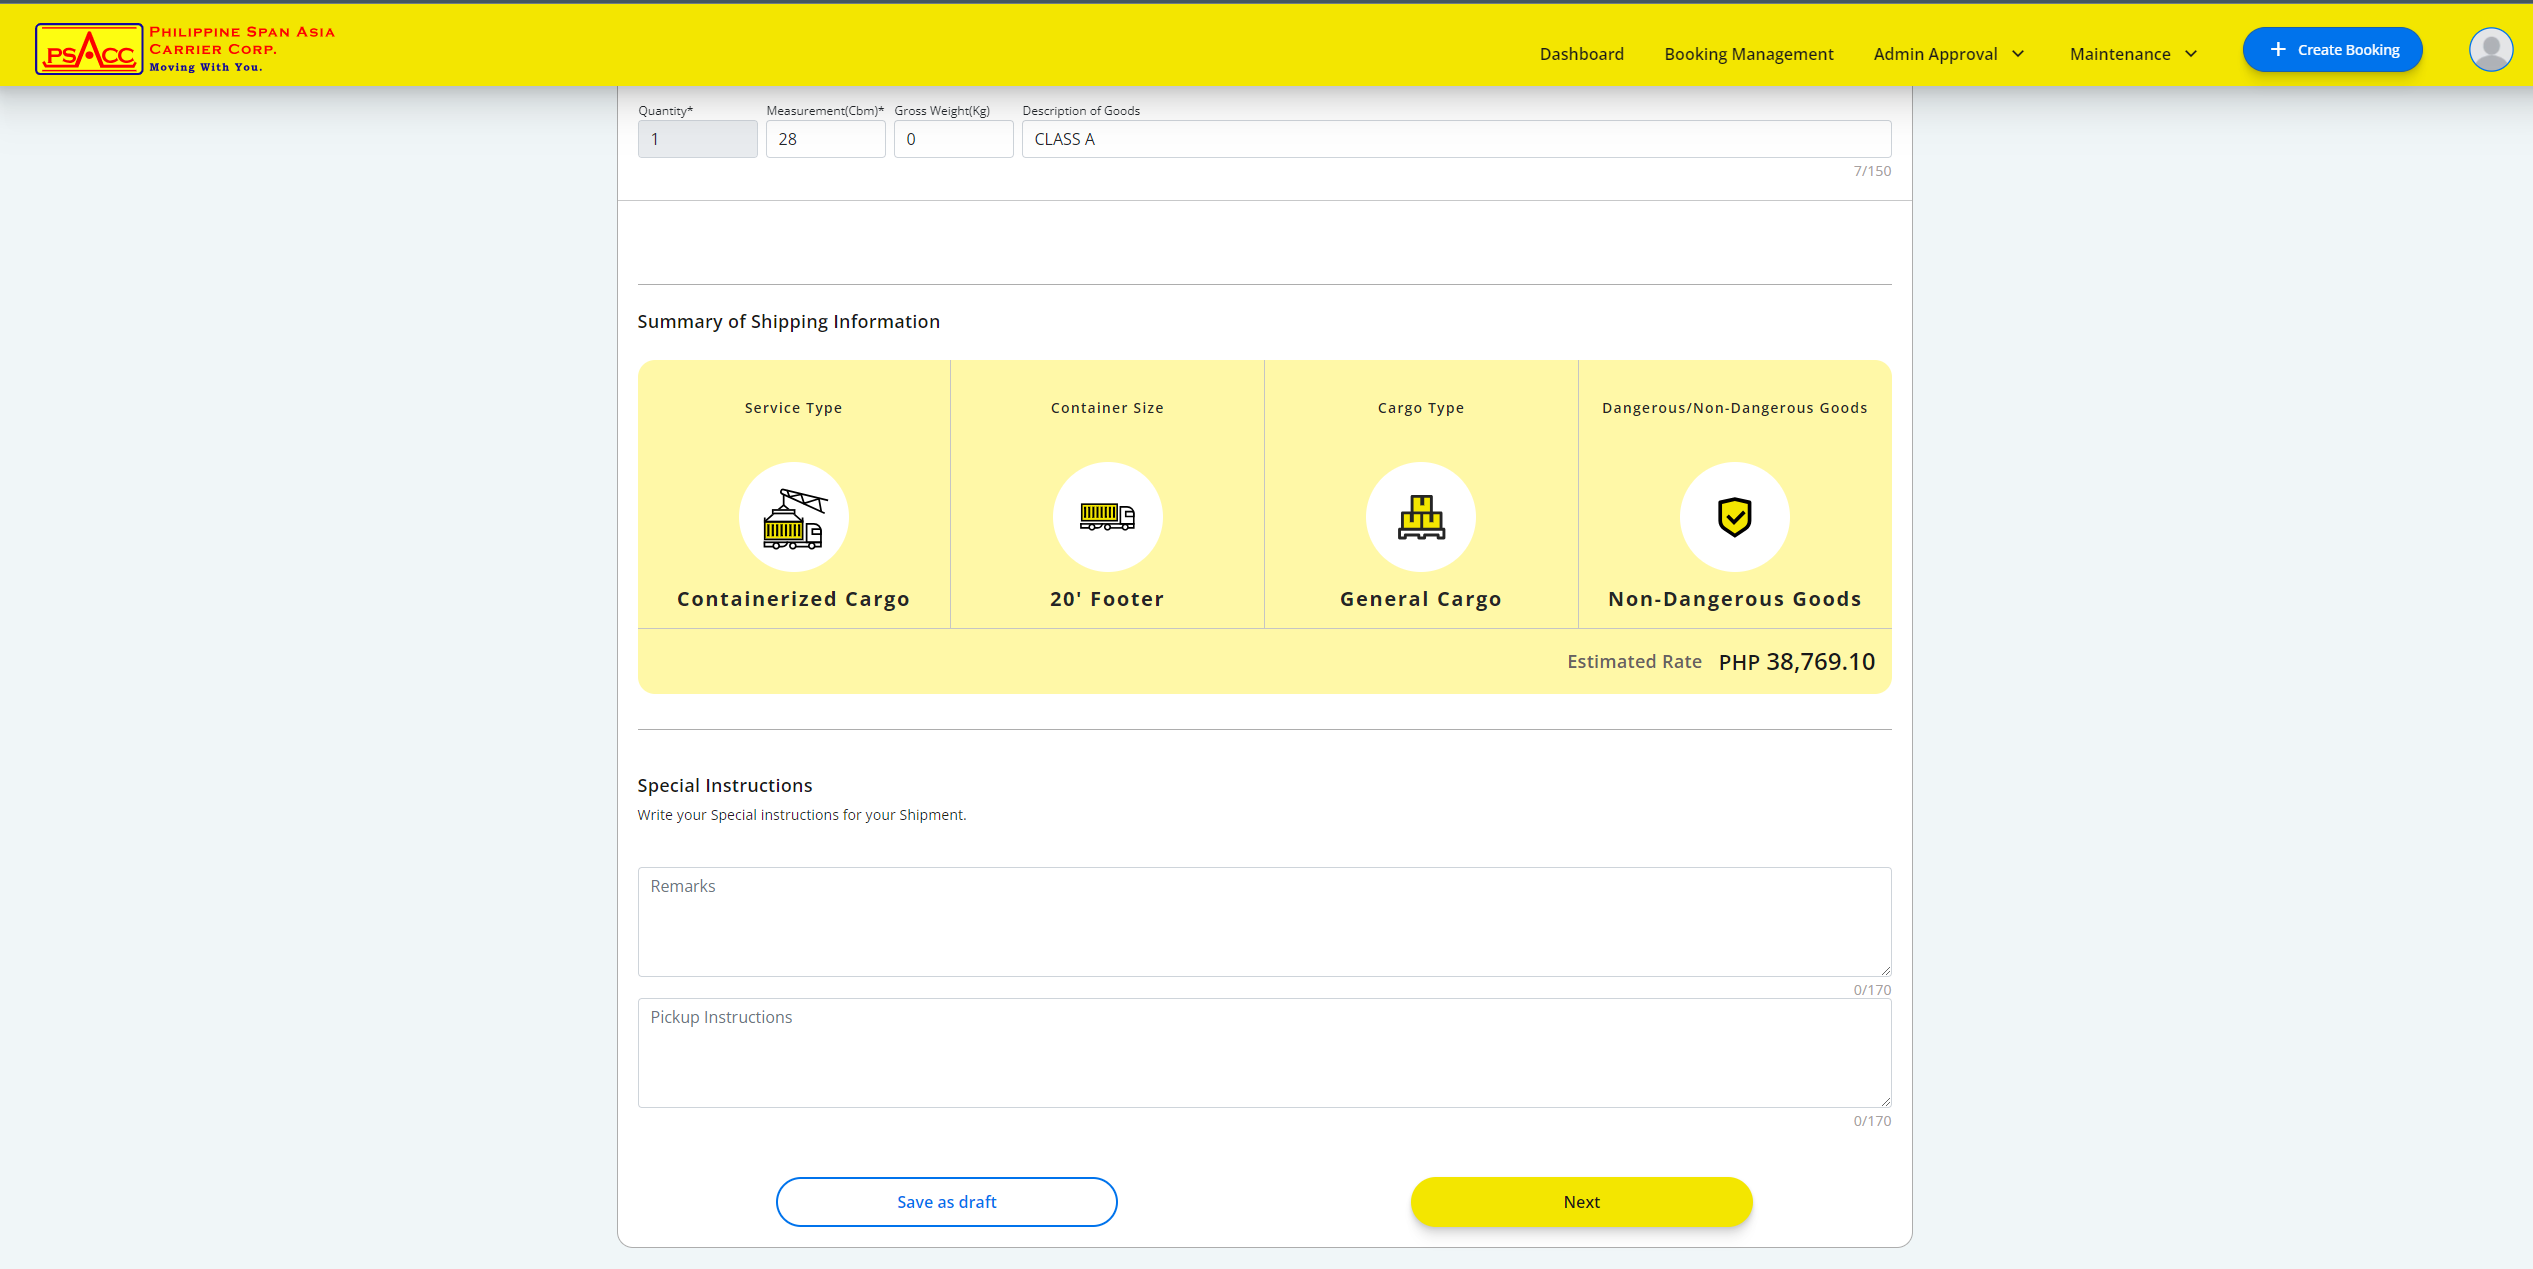 PSACC
PHILIPPINE SPAN ASIA
CARRIER CORP.
Moving With You.
Dashboard
Booking Management
Admin Approval
Maintenance
Create Booking
Quantity*
Measurement(Cbm)*
Gross Weight(Kg)
Description of Goods
1
28
0
CLASS A
7/150
Summary of Shipping Information
Service Type
Container Size
Cargo Type
Dangerous/Non-Dangerous Goods
Containerized Cargo
20' Footer
General Cargo
Non-Dangerous Goods
Estimated Rate PHP 38,769.10
Special Instructions
Write your Special instructions for your Shipment.
Remarks
0/170
Pickup Instructions
0/170
Save as draft
Next